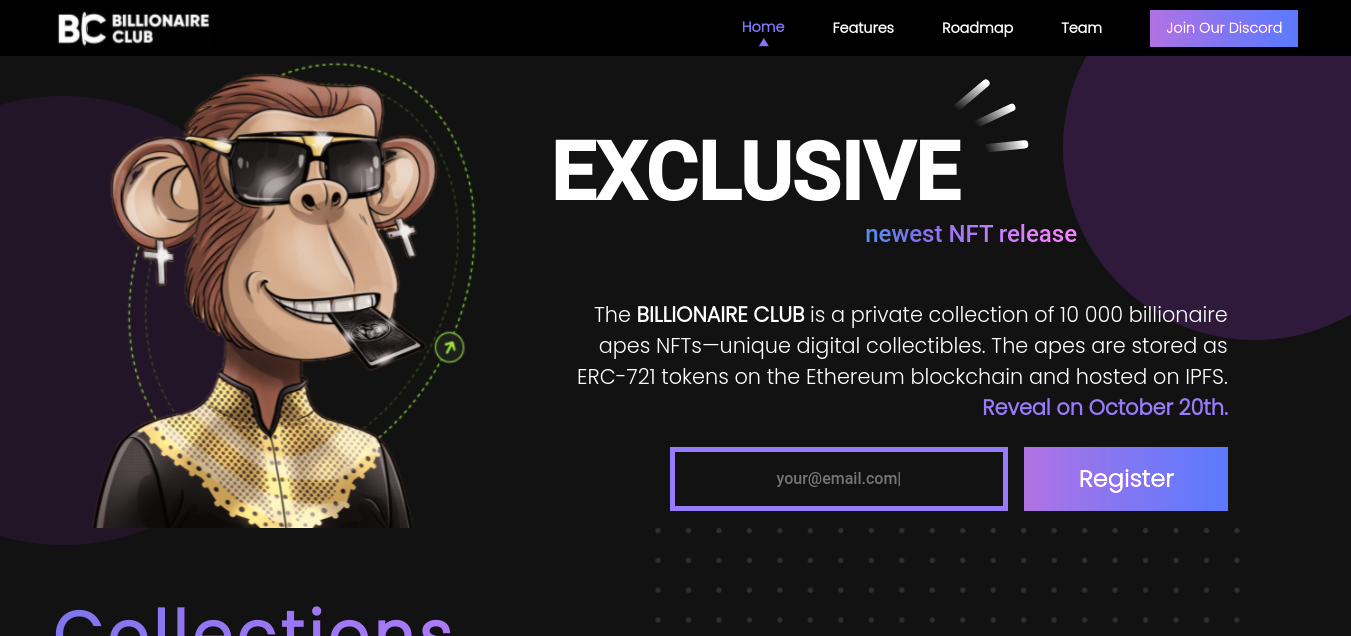 BC BILLIONAIRE CLUB
Home Features Roadmap Team Join Our Discord
EXCLUSIVE
newest NFT release
The BILLIONAIRE CLUB is a private collection of 10 000 billionaire
apes NFTs—unique digital collectibles. The apes are stored as
ERC-721 tokens on the Ethereum blockchain and hosted on IPFS.
Reveal on October 20th.
your@email.com| Register
Collections